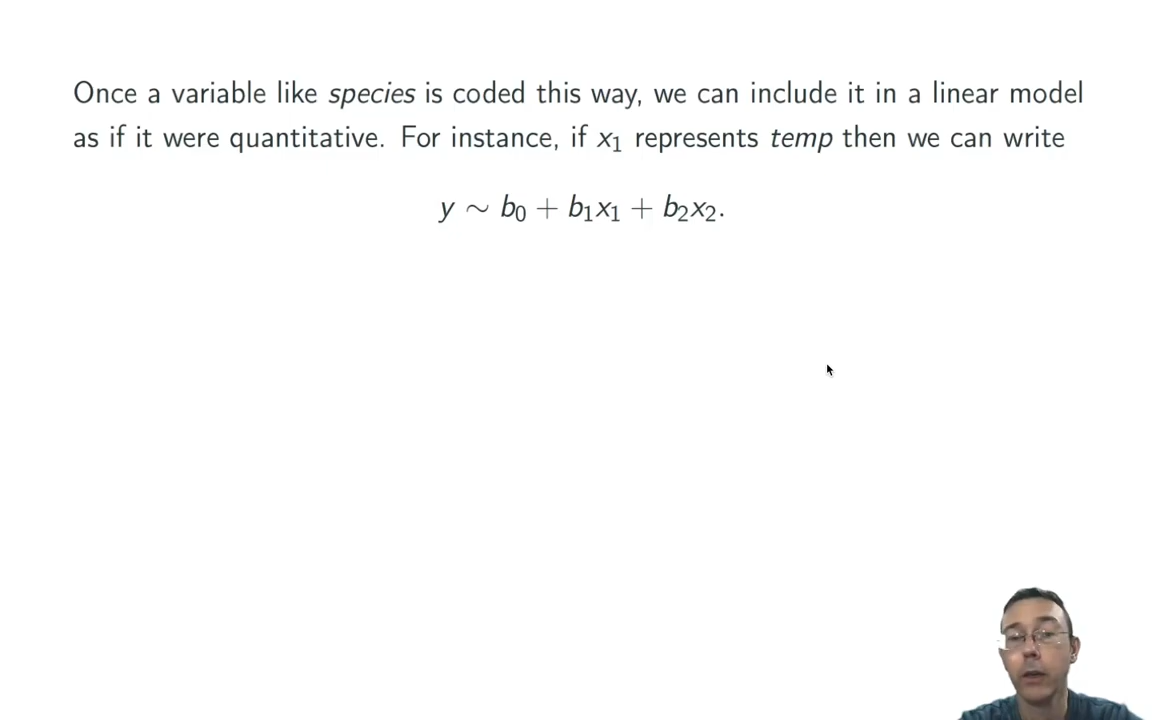 Once a variable like species is coded this way, we can include it in a linear model
as if it were quantitative. For instance, if x₁ represents temp then we can write
y ∼ b₀ + b₁x₁ + b₂x₂.